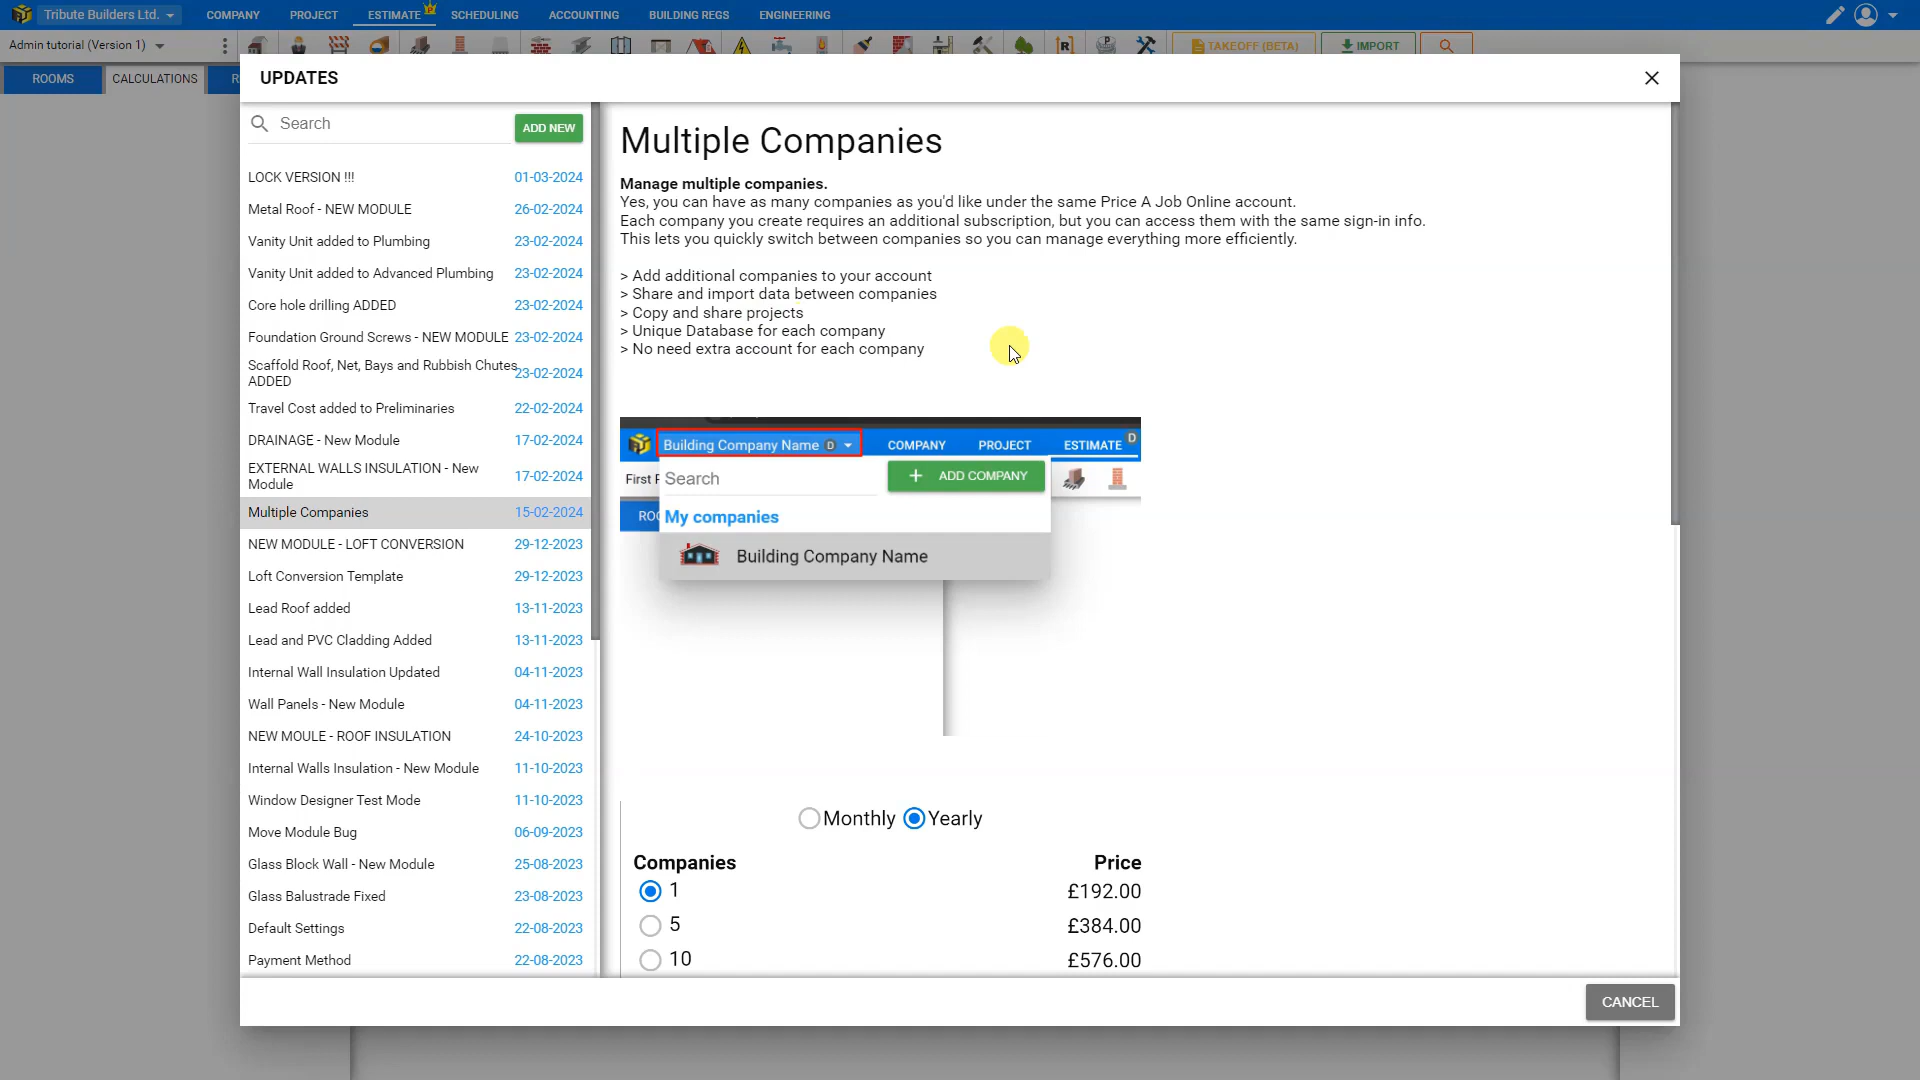 Tribute Builders Ltd.
COMPANY
PROJECT
ESTIMATE
SCHEDULING
ACCOUNTING
BUILDING REGS
ENGINEERING
Admin tutorial (Version 1)
TAKEOFF (BETA)
IMPORT
ROOMS
CALCULATIONS
R
UPDATES
Search
ADD NEW
LOCK VERSION !!! 01-03-2024
Metal Roof - NEW MODULE 26-02-2024
Vanity Unit added to Plumbing 23-02-2024
Vanity Unit added to Advanced Plumbing 23-02-2024
Core hole drilling ADDED 23-02-2024
Foundation Ground Screws - NEW MODULE 23-02-2024
Scaffold Roof, Net, Bays and Rubbish Chutes
ADDED 23-02-2024
Travel Cost added to Preliminaries 22-02-2024
DRAINAGE - New Module 17-02-2024
EXTERNAL WALLS INSULATION - New
Module 17-02-2024
Multiple Companies 15-02-2024
NEW MODULE - LOFT CONVERSION 29-12-2023
Loft Conversion Template 29-12-2023
Lead Roof added 13-11-2023
Lead and PVC Cladding Added 13-11-2023
Internal Wall Insulation Updated 04-11-2023
Wall Panels - New Module 04-11-2023
NEW MOULE - ROOF INSULATION 24-10-2023
Internal Walls Insulation - New Module 11-10-2023
Window Designer Test Mode 11-10-2023
Move Module Bug 06-09-2023
Glass Block Wall - New Module 25-08-2023
Glass Balustrade Fixed 23-08-2023
Default Settings 22-08-2023
Payment Method 22-08-2023
Multiple Companies
Manage multiple companies.
Yes, you can have as many companies as you'd like under the same Price A Job Online account.
Each company you create requires an additional subscription, but you can access them with the same sign-in info.
This lets you quickly switch between companies so you can manage everything more efficiently.
> Add additional companies to your account
> Share and import data between companies
> Copy and share projects
> Unique Database for each company
> No need extra account for each company
Building Company Name D
COMPANY
PROJECT
ESTIMATE D
First F
Search
+ ADD COMPANY
ROO
My companies
Building Company Name
Monthly Yearly
Companies Price
1 £192.00
5 £384.00
10 £576.00
CANCEL